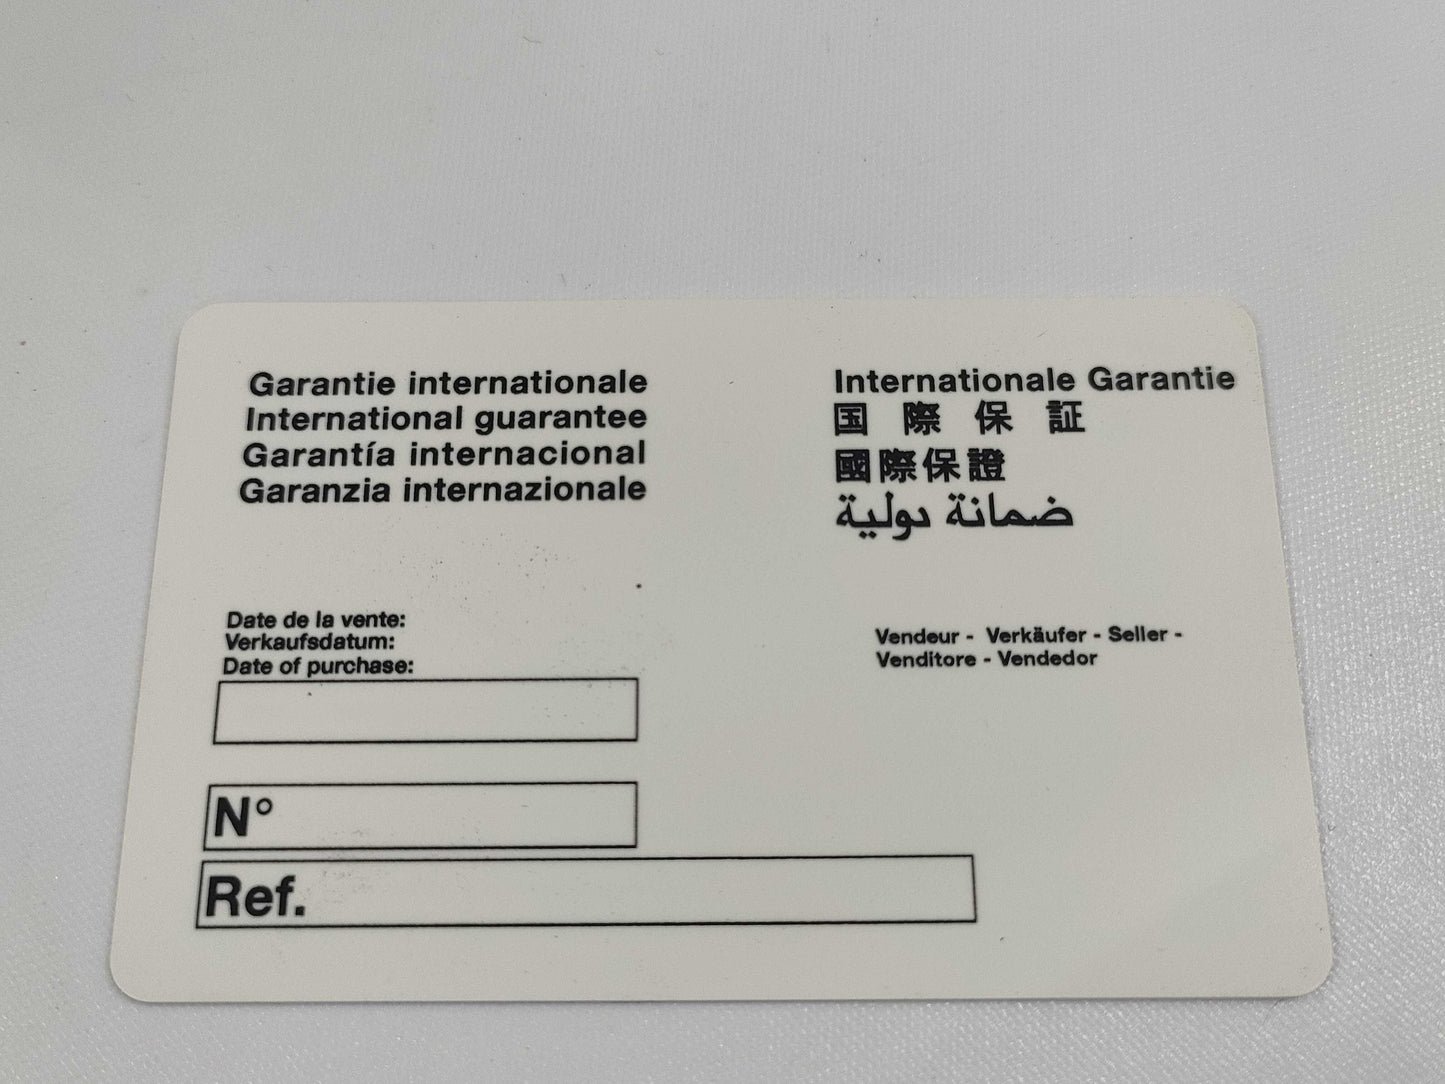 Garantie internationale
International guarantee
Garantía internacional
Garanzia internazionale
Internationale Garantie
国際保証
國際保證
ضمانة دولية
Date de la vente:
Verkaufsdatum:
Date of purchase:
Vendeur - Verkäufer - Seller -
Venditore - Vendedor
N°
Ref.